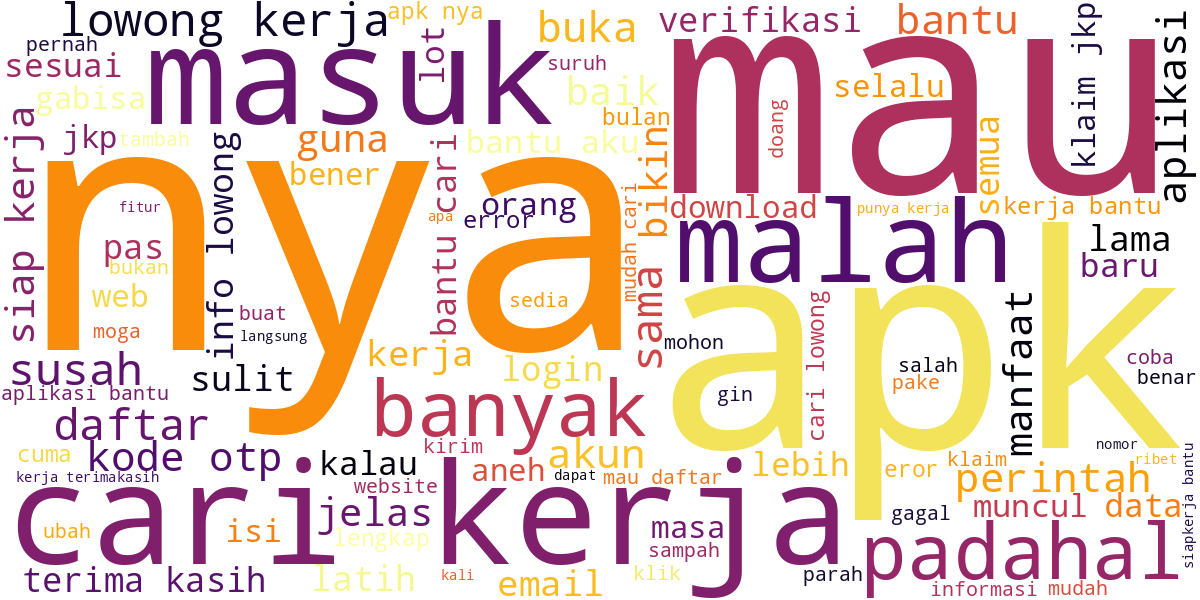 lowong kerja
apk nya
buka
verifikasi
bantu
klaim jkp
aplikasi
pernah
sesuai
masuk
lot
suruh
mau
selalu
gabisa
baik
bulan
doang
semua
siap kerja
jkp
tambah
info lowong
guna
bener
bantu cari
bantu aku
bikin
nya
fitur
apa
orang
error
mudah cari
download
punya kerja
kerja bantu
pas
bukan
web
moga
buat
langsung
sedia
sama
malah
lama
baru
apk
mohon
cari lowong
salah
pake
gin
manfaat
coba
benar
susah
sulit
kerja
login
aplikasi bantu
daftar
banyak
kirim
nomor
ribet
cuma
kode otp
kalau
aneh
akun
dapat
mau daftar
lebih
eror
klaim
perintah
kerja terimakasih
website
cari kerja
jelas
isi
ubah
lengkap
masa
sampah
gagal
muncul
data
padahal
siapkerja bantu
terima kasih
latih
kali
email
klik
parah
informasi
mudah